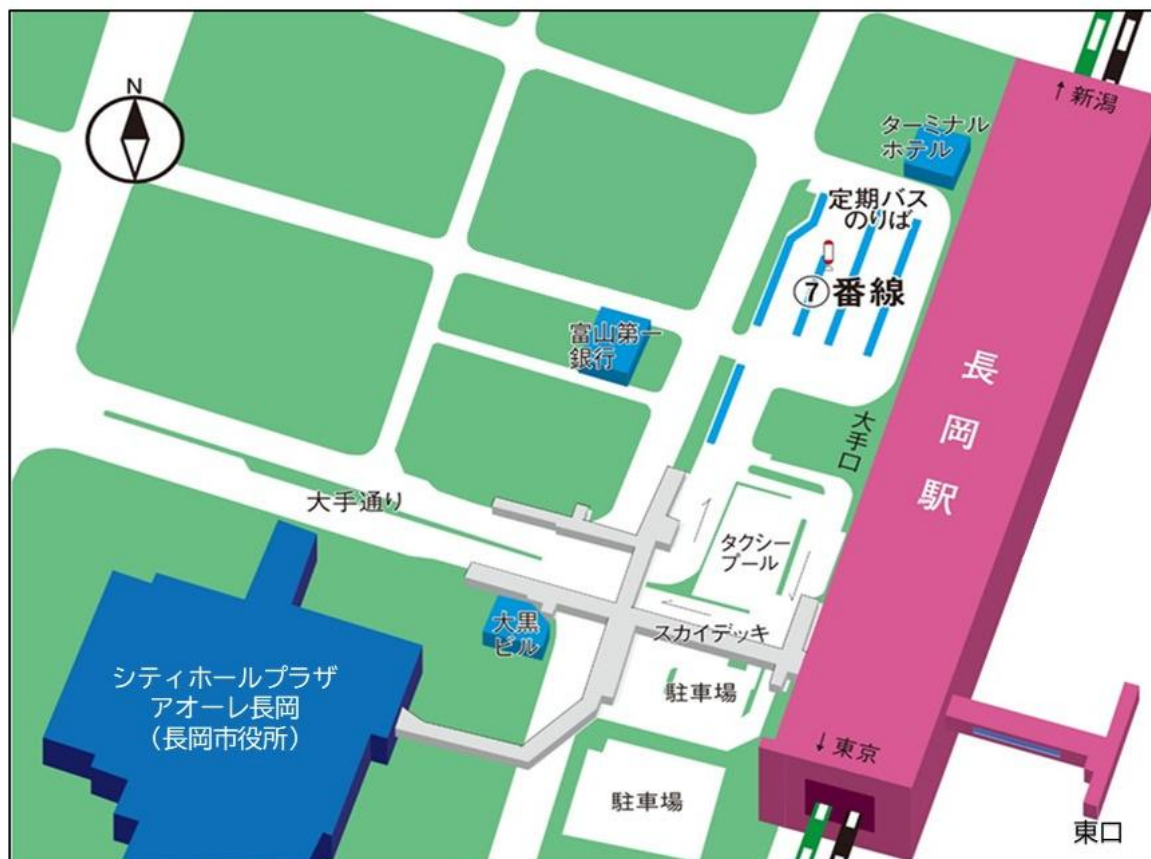 N
↑新潟
ターミナル
ホテル
定期バス
のりば
⑦番線
富山第一
銀行
長岡駅
大手口
大手通り
タクシー
プール
スカイデッキ
大黒
ビル
シティホールプラザ
アオーレ長岡
（長岡市役所）
駐車場
↓東京
駐車場
東口